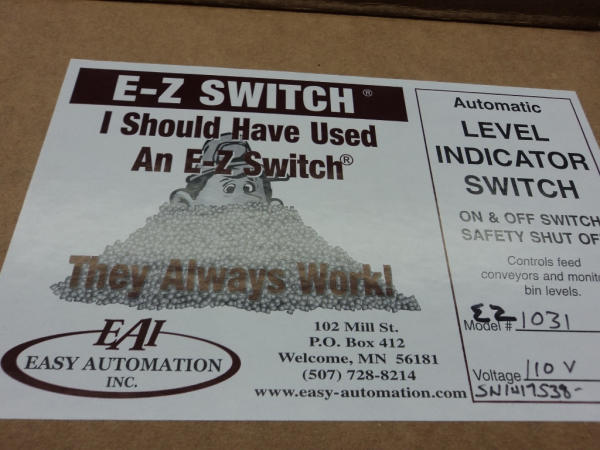 E-Z SWITCH ®
I Should Have Used
An E-Z Switch®
They Always Work!
EAI
EASY AUTOMATION
INC.
102 Mill St.
P.O. Box 412
Welcome, MN 56181
(507) 728-8214
www.easy-automation.com
Automatic
LEVEL
INDICATOR
SWITCH
ON & OFF SWITCH
SAFETY SHUT OF
Controls feed
conveyors and monito
bin levels.
EZ
Model # 1031
Voltage 110 V
SN1417538-